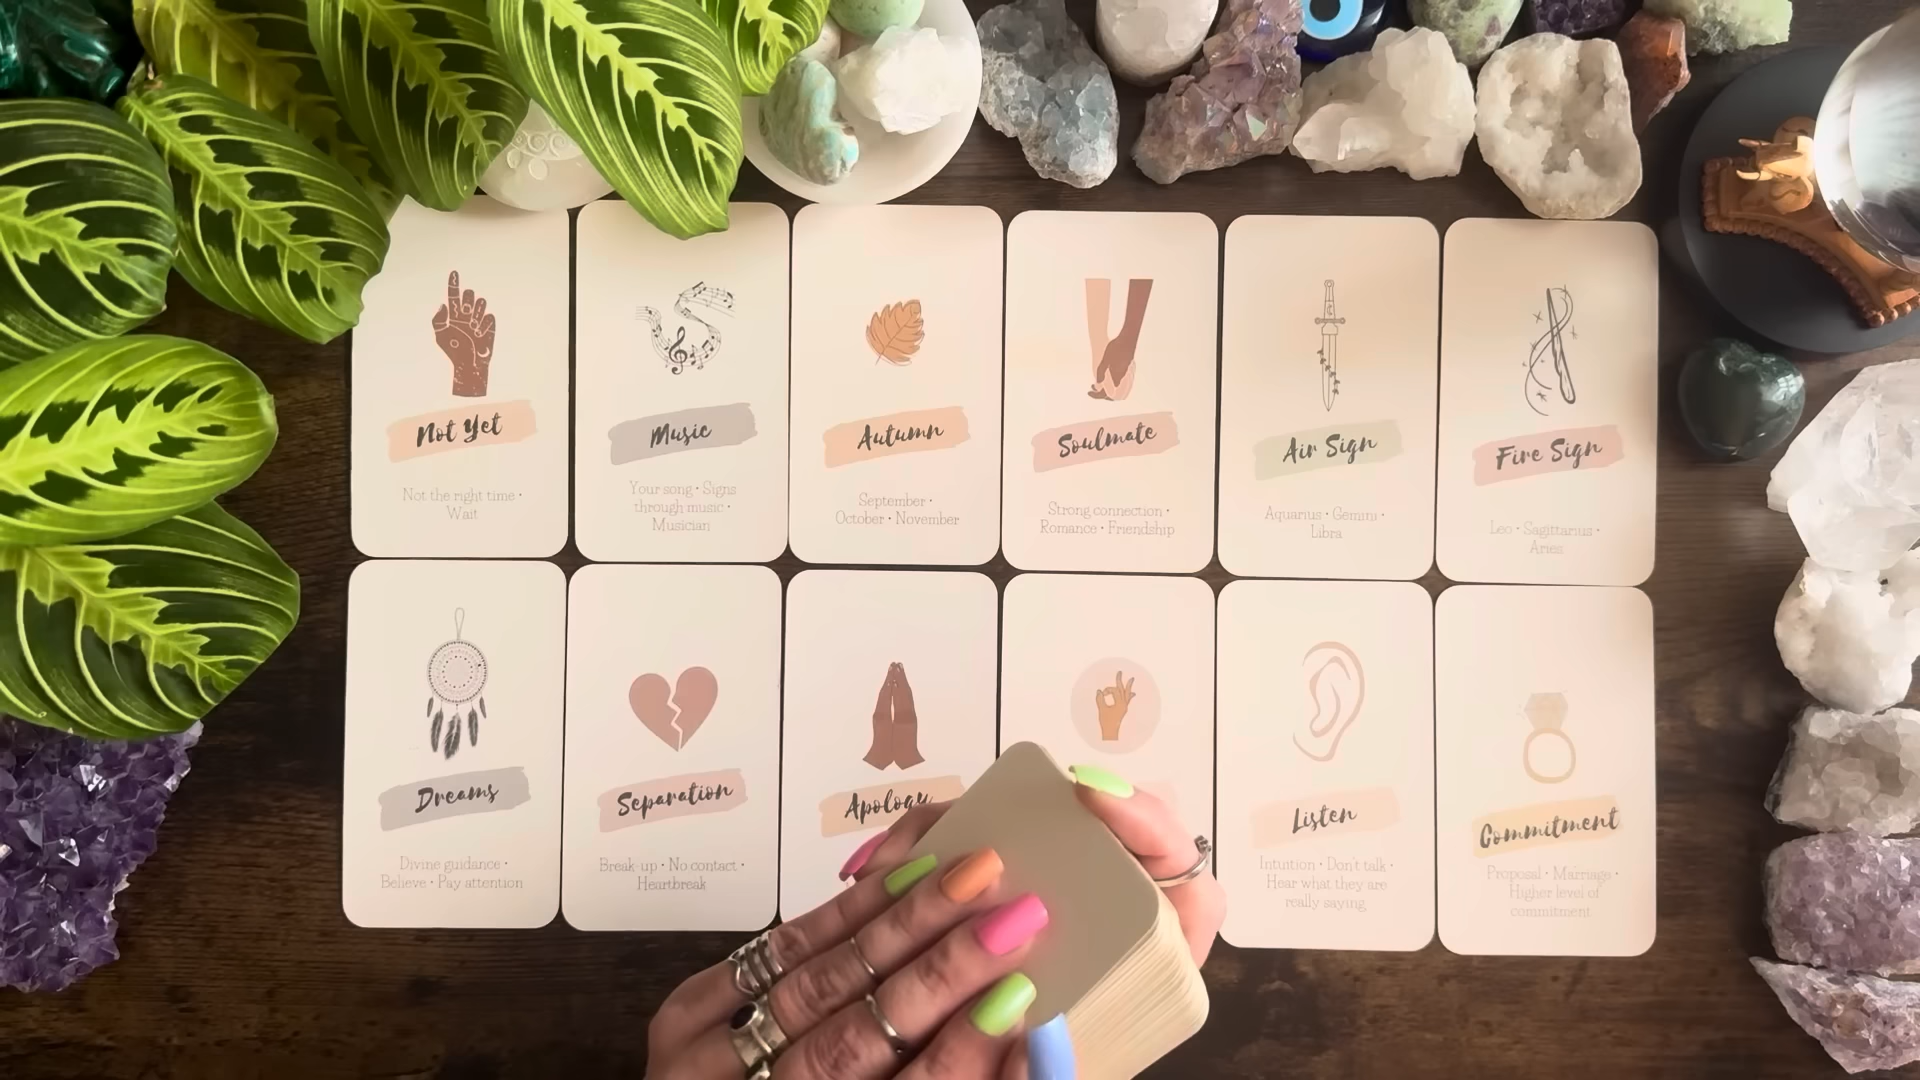 Not Yet
Not the right time •
Wait
Music
Your song • Signs
through music •
Musician
Autumn
September •
October • November
Soulmate
Strong connection •
Romance • Friendship
Air Sign
Aquarius • Gemini •
Libra
Fire Sign
Leo • Sagittarius •
Aries
Dreams
Divine guidance •
Believe • Pay attention
Separation
Break-up • No contact •
Heartbreak
Apology
Listen
Intuition • Don't talk •
Hear what they are
really saying
Commitment
Proposal • Marriage •
Higher level of
commitment